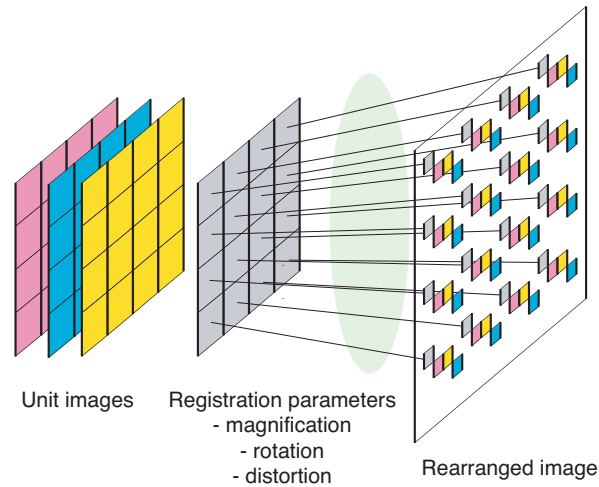 Unit images
Registration parameters
- magnification
- rotation
- distortion
Rearranged image